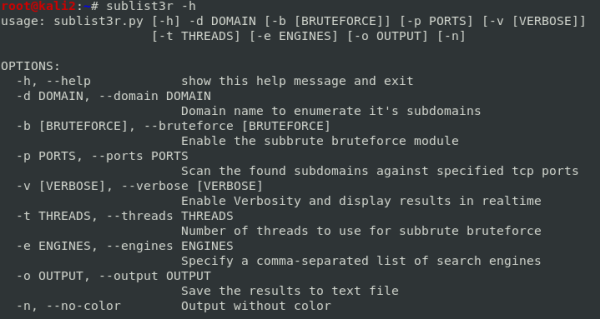 root@kali2:~# sublist3r -h
usage: sublist3r.py [-h] -d DOMAIN [-b [BRUTEFORCE]] [-p PORTS] [-v [VERBOSE]]
                    [-t THREADS] [-e ENGINES] [-o OUTPUT] [-n]

OPTIONS:
  -h, --help            show this help message and exit
  -d DOMAIN, --domain DOMAIN
                        Domain name to enumerate it's subdomains
  -b [BRUTEFORCE], --bruteforce [BRUTEFORCE]
                        Enable the subbrute bruteforce module
  -p PORTS, --ports PORTS
                        Scan the found subdomains against specified tcp ports
  -v [VERBOSE], --verbose [VERBOSE]
                        Enable Verbosity and display results in realtime
  -t THREADS, --threads THREADS
                        Number of threads to use for subbrute bruteforce
  -e ENGINES, --engines ENGINES
                        Specify a comma-separated list of search engines
  -o OUTPUT, --output OUTPUT
                        Save the results to text file
  -n, --no-color        Output without color